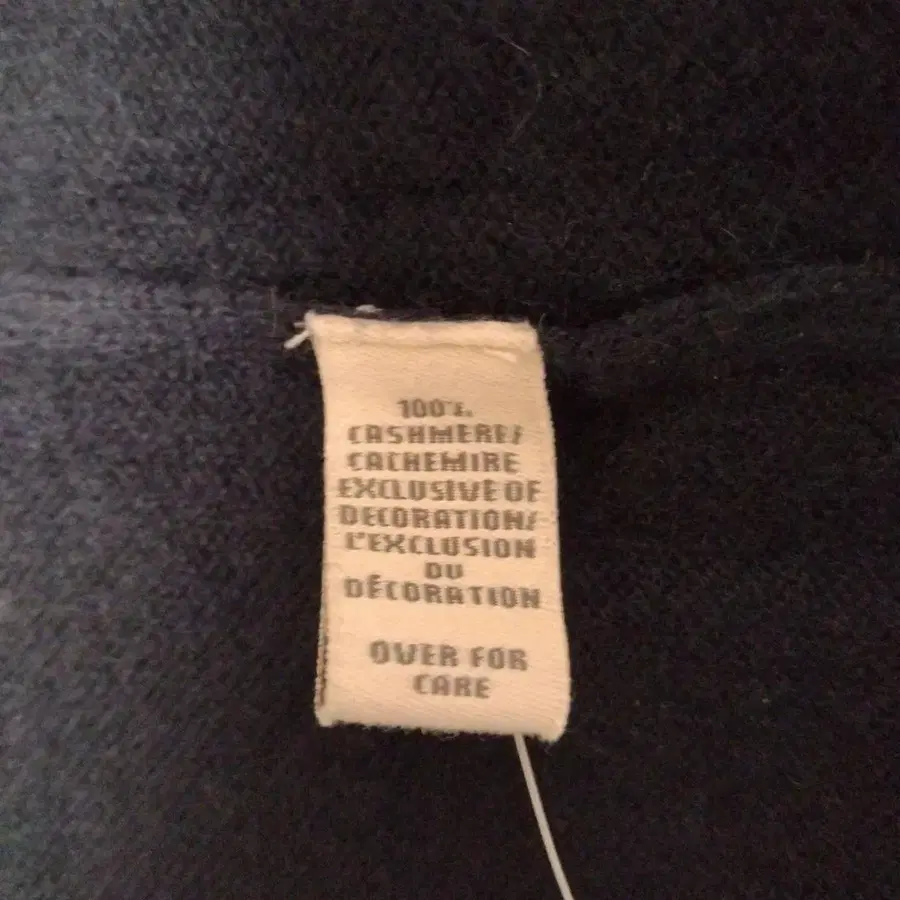 100%
CASHMERE/
CACHEMIRE
EXCLUSIVE OF
DECORATION/
L'EXCLUSION
DU
DÉCORATION
OVER FOR
CARE